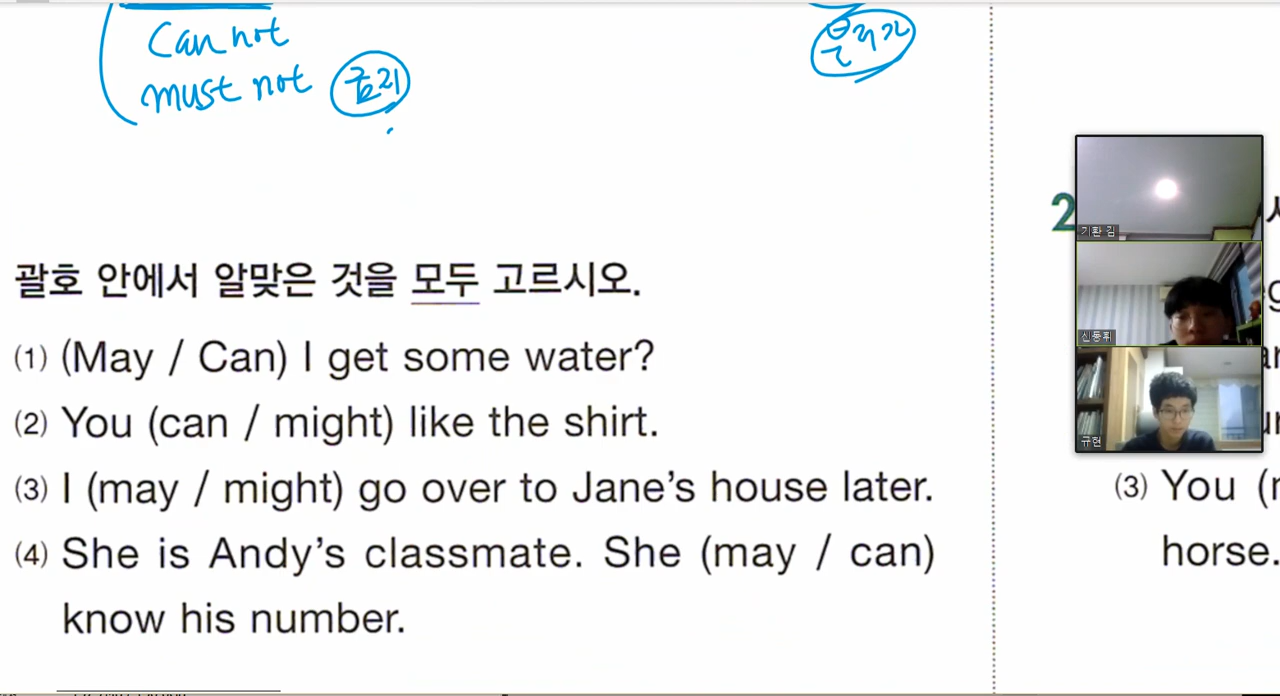 Can not
must not 금지
불허가
괄호 안에서 알맞은 것을 모두 고르시오.
(1) (May / Can) I get some water?
(2) You (can / might) like the shirt.
(3) I (may / might) go over to Jane's house later.
(4) She is Andy's classmate. She (may / can)
know his number.
2
기환 김
신동휘
규현
(3) You (
horse.